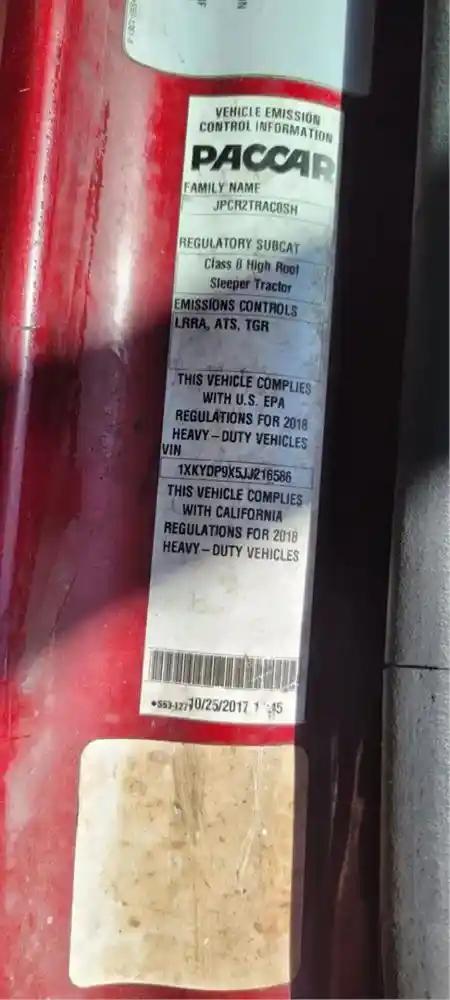 VEHICLE EMISSION
CONTROL INFORMATION
PACCAR
FAMILY NAME
JPCR2TRAC0SH
REGULATORY SUBCAT
Class 8 High Roof
Sleeper Tractor
EMISSIONS CONTROLS
LRRA, ATS, TGR
THIS VEHICLE COMPLIES
WITH U.S. EPA
REGULATIONS FOR 2018
HEAVY-DUTY VEHICLES
VIN
1XKYDP9X5JJ216586
THIS VEHICLE COMPLIES
WITH CALIFORNIA
REGULATIONS FOR 2018
HEAVY-DUTY VEHICLES
10/25/2017